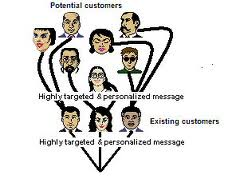 Potential customers
Highly targeted & personalized message
Existing customers
Highly targeted & personalized message